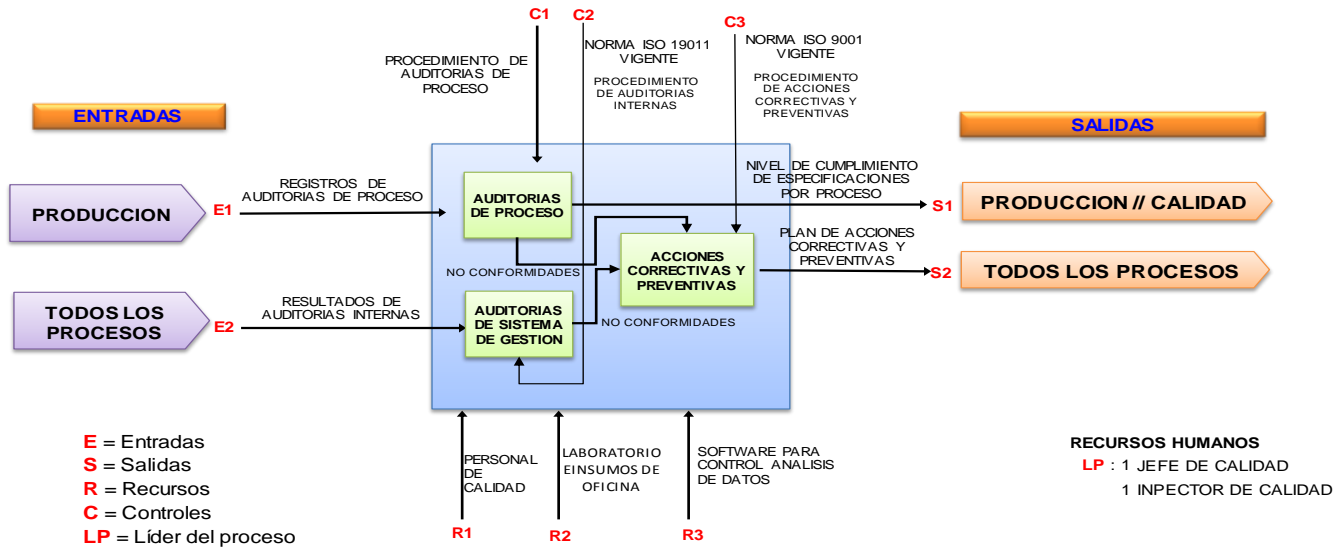 C1
C2
C3
PROCEDIMIENTO DE
AUDITORIAS DE
PROCESO
NORMA ISO 19011
VIGENTE
PROCEDIMIENTO
DE AUDITORIAS
INTERNAS
NORMA ISO 9001
VIGENTE
PROCEDIMIENTO
DE ACCIONES
CORRECTIVAS Y
PREVENTIVAS
ENTRADAS
SALIDAS
PRODUCCION
E1
REGISTROS DE
AUDITORIAS DE PROCESO
AUDITORIAS
DE PROCESO
NIVEL DE CUMPLIMIENTO
DE ESPECIFICACIONES
POR PROCESO
S1
PRODUCCION // CALIDAD
NO CONFORMIDADES
ACCIONES
CORRECTIVAS Y
PREVENTIVAS
PLAN DE ACCIONES
CORRECTIVAS Y
PREVENTIVAS
S2
TODOS LOS PROCESOS
TODOS LOS
PROCESOS
E2
RESULTADOS DE
AUDITORIAS INTERNAS
AUDITORIAS
DE SISTEMA
DE GESTION
NO CONFORMIDADES
E = Entradas
S = Salidas
R = Recursos
C = Controles
LP = Líder del proceso
PERSONAL
DE
CALIDAD
R1
LABORATORIO
EINSUMOS DE
OFICINA
R2
SOFTWARE PARA
CONTROL ANALISIS
DE DATOS
R3
RECURSOS HUMANOS
LP : 1 JEFE DE CALIDAD
1 INPECTOR DE CALIDAD